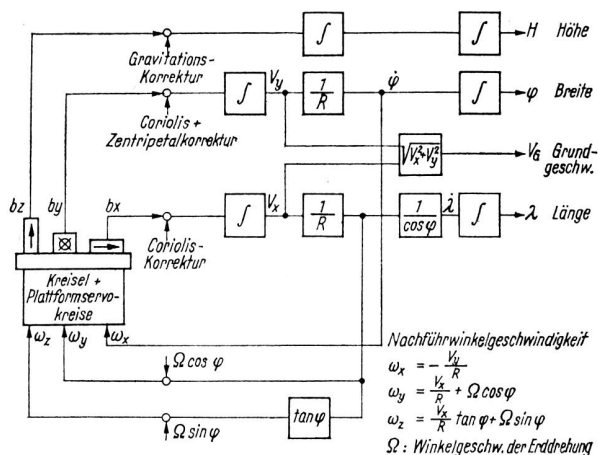 ∫ ∫ H Höhe
Gravitations-
Korrektur
∫ V_y 1/R φ̇ ∫ φ Breite
Coriolis +
Zentripetalkorrektur
√V_x²+V_y² V_G Grund-
geschw.
bz by bx
∫ V_x 1/R 1/cosφ λ̇ ∫ λ Länge
Coriolis-
Korrektur
Kreisel +
Plattformservo-
kreise
ω_z ω_y ω_x
Ω cos φ
Ω sin φ
tanφ
Nachführwinkelgeschwindigkeit
ω_x = - V_y/R
ω_y = V_x/R + Ω cos φ
ω_z = V_x/R tan φ + Ω sin φ
Ω : Winkelgeschw. der Erddrehung